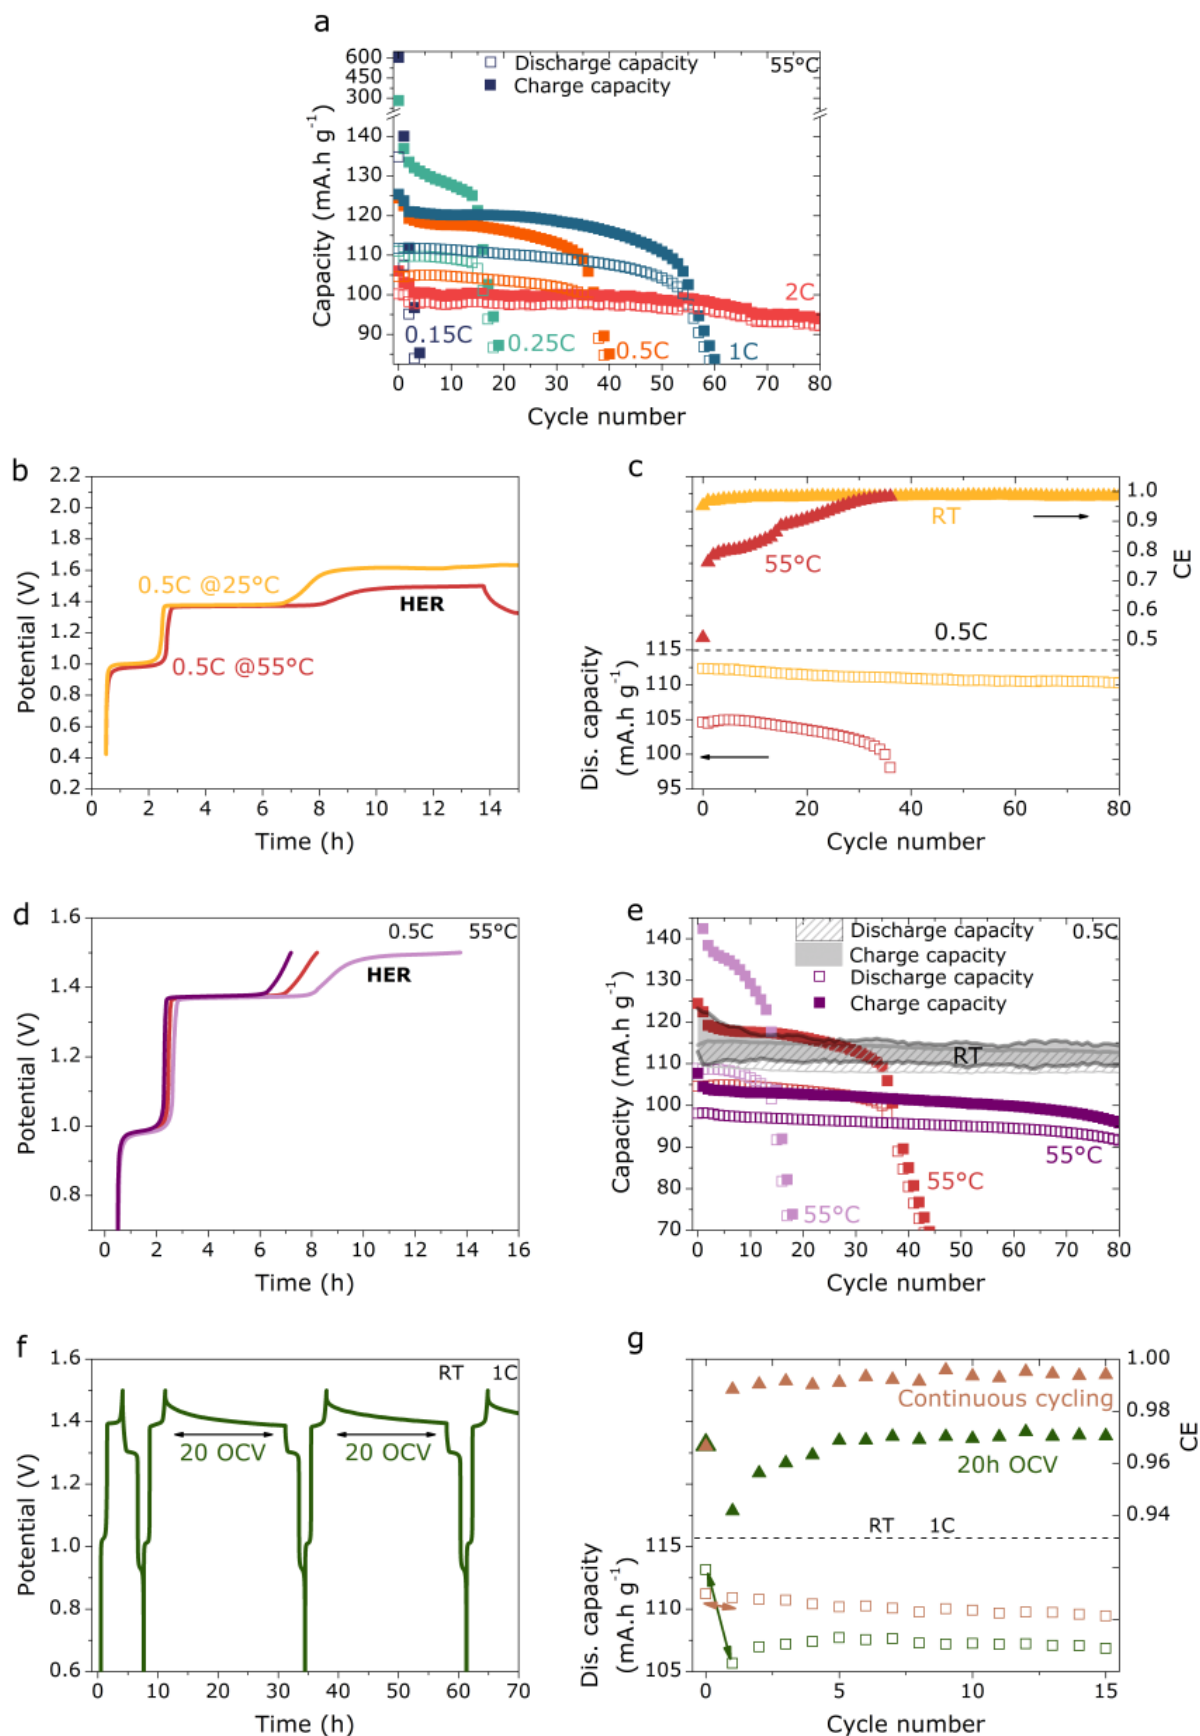 a
600
450
300
140
130
120
110
100
90
Capacity (mA.h g⁻¹)
Discharge capacity
Charge capacity
55°C
2C
0.15C
0.25C
0.5C
1C
0 10 20 30 40 50 60 70 80
Cycle number
b
2.2
2.0
1.8
1.6
1.4
1.2
1.0
0.8
0.6
0.4
0.2
Potential (V)
0.5C @25°C
HER
0.5C @55°C
0 2 4 6 8 10 12 14
Time (h)
c
1.0
0.9
0.8
0.7
0.6
0.5
CE
RT
55°C
0.5C
115
110
105
100
95
Dis. capacity
(mA.h g⁻¹)
0 20 40 60 80
Cycle number
d
1.6
1.4
1.2
1.0
0.8
Potential (V)
0.5C 55°C
HER
0 2 4 6 8 10 12 14 16
Time (h)
e
140
130
120
110
100
90
80
70
Capacity (mA.h g⁻¹)
Discharge capacity
0.5C
Charge capacity
Discharge capacity
Charge capacity
RT
55°C
55°C
55°C
0 10 20 30 40 50 60 70 80
Cycle number
f
1.6
1.4
1.2
1.0
0.8
0.6
Potential (V)
RT 1C
20 OCV
20 OCV
0 10 20 30 40 50 60 70
Time (h)
g
1.00
0.98
0.96
0.94
CE
Continuous cycling
20h OCV
RT 1C
115
110
105
Dis. capacity
(mA.h g⁻¹)
0 5 10 15
Cycle number